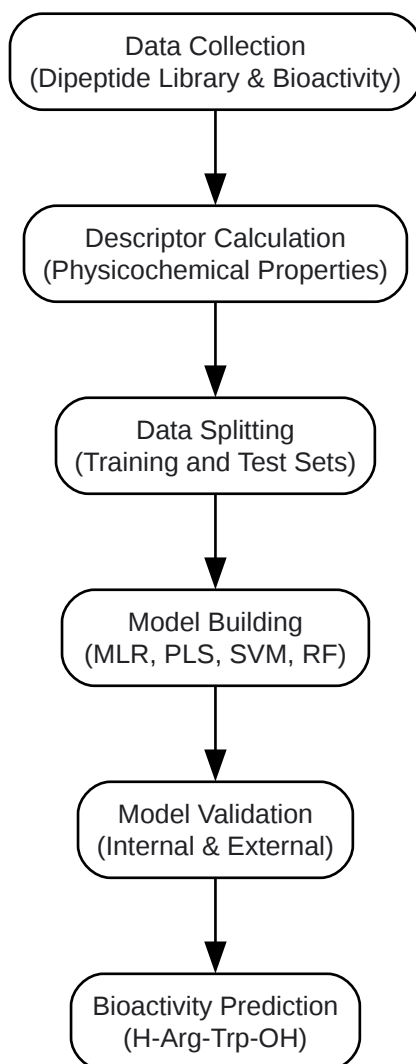 Data Collection
(Dipeptide Library & Bioactivity)
Descriptor Calculation
(Physicochemical Properties)
Data Splitting
(Training and Test Sets)
Model Building
(MLR, PLS, SVM, RF)
Model Validation
(Internal & External)
Bioactivity Prediction
(H-Arg-Trp-OH)